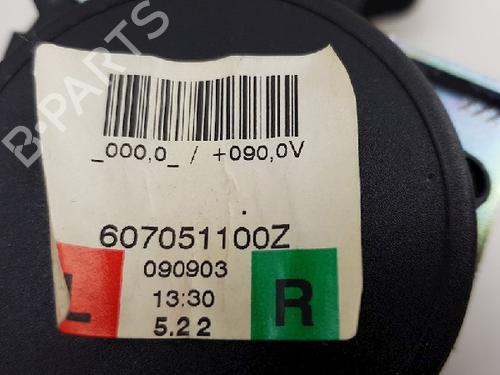 B-PARTS
_000,0_ / +090,0V
607051100Z
090903
L
13:30
R
5.2 2